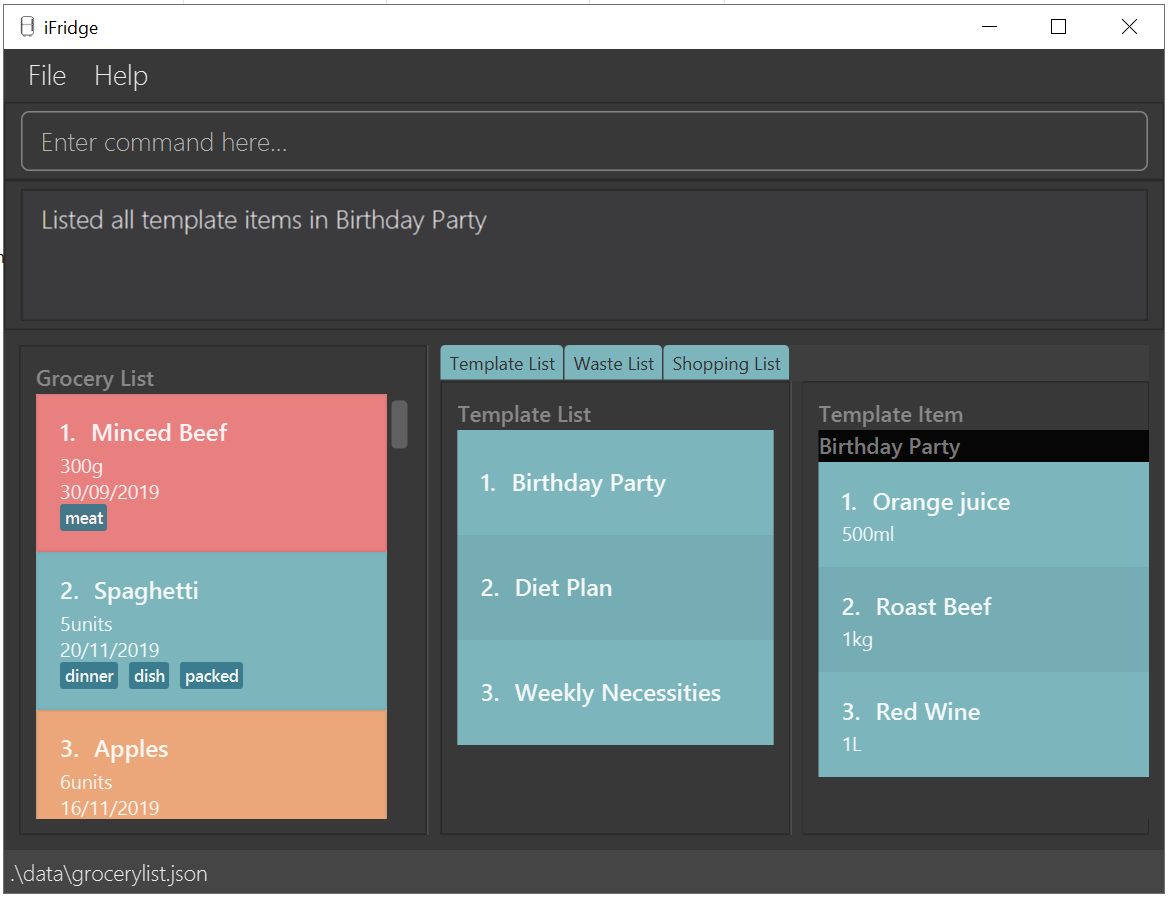 iFridge
File Help
Enter command here...
Listed all template items in Birthday Party
Grocery List
1. Minced Beef
300g
30/09/2019
meat
2. Spaghetti
5units
20/11/2019
dinner dish packed
3. Apples
6units
16/11/2019
Template List Waste List Shopping List
Template List
1. Birthday Party
2. Diet Plan
3. Weekly Necessities
Template Item
Birthday Party
1. Orange juice
500ml
2. Roast Beef
1kg
3. Red Wine
1L
.\data\grocerylist.json